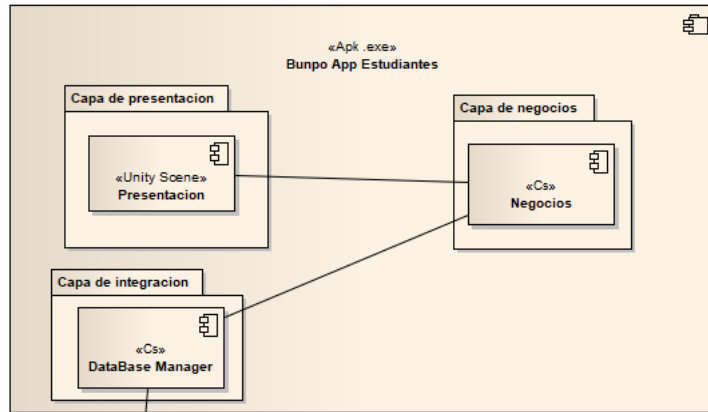 «Apk .exe»
Bunpo App Estudiantes
Capa de presentacion
«Unity Scene»
Presentacion
Capa de negocios
«Cs»
Negocios
Capa de integracion
«Cs»
DataBase Manager